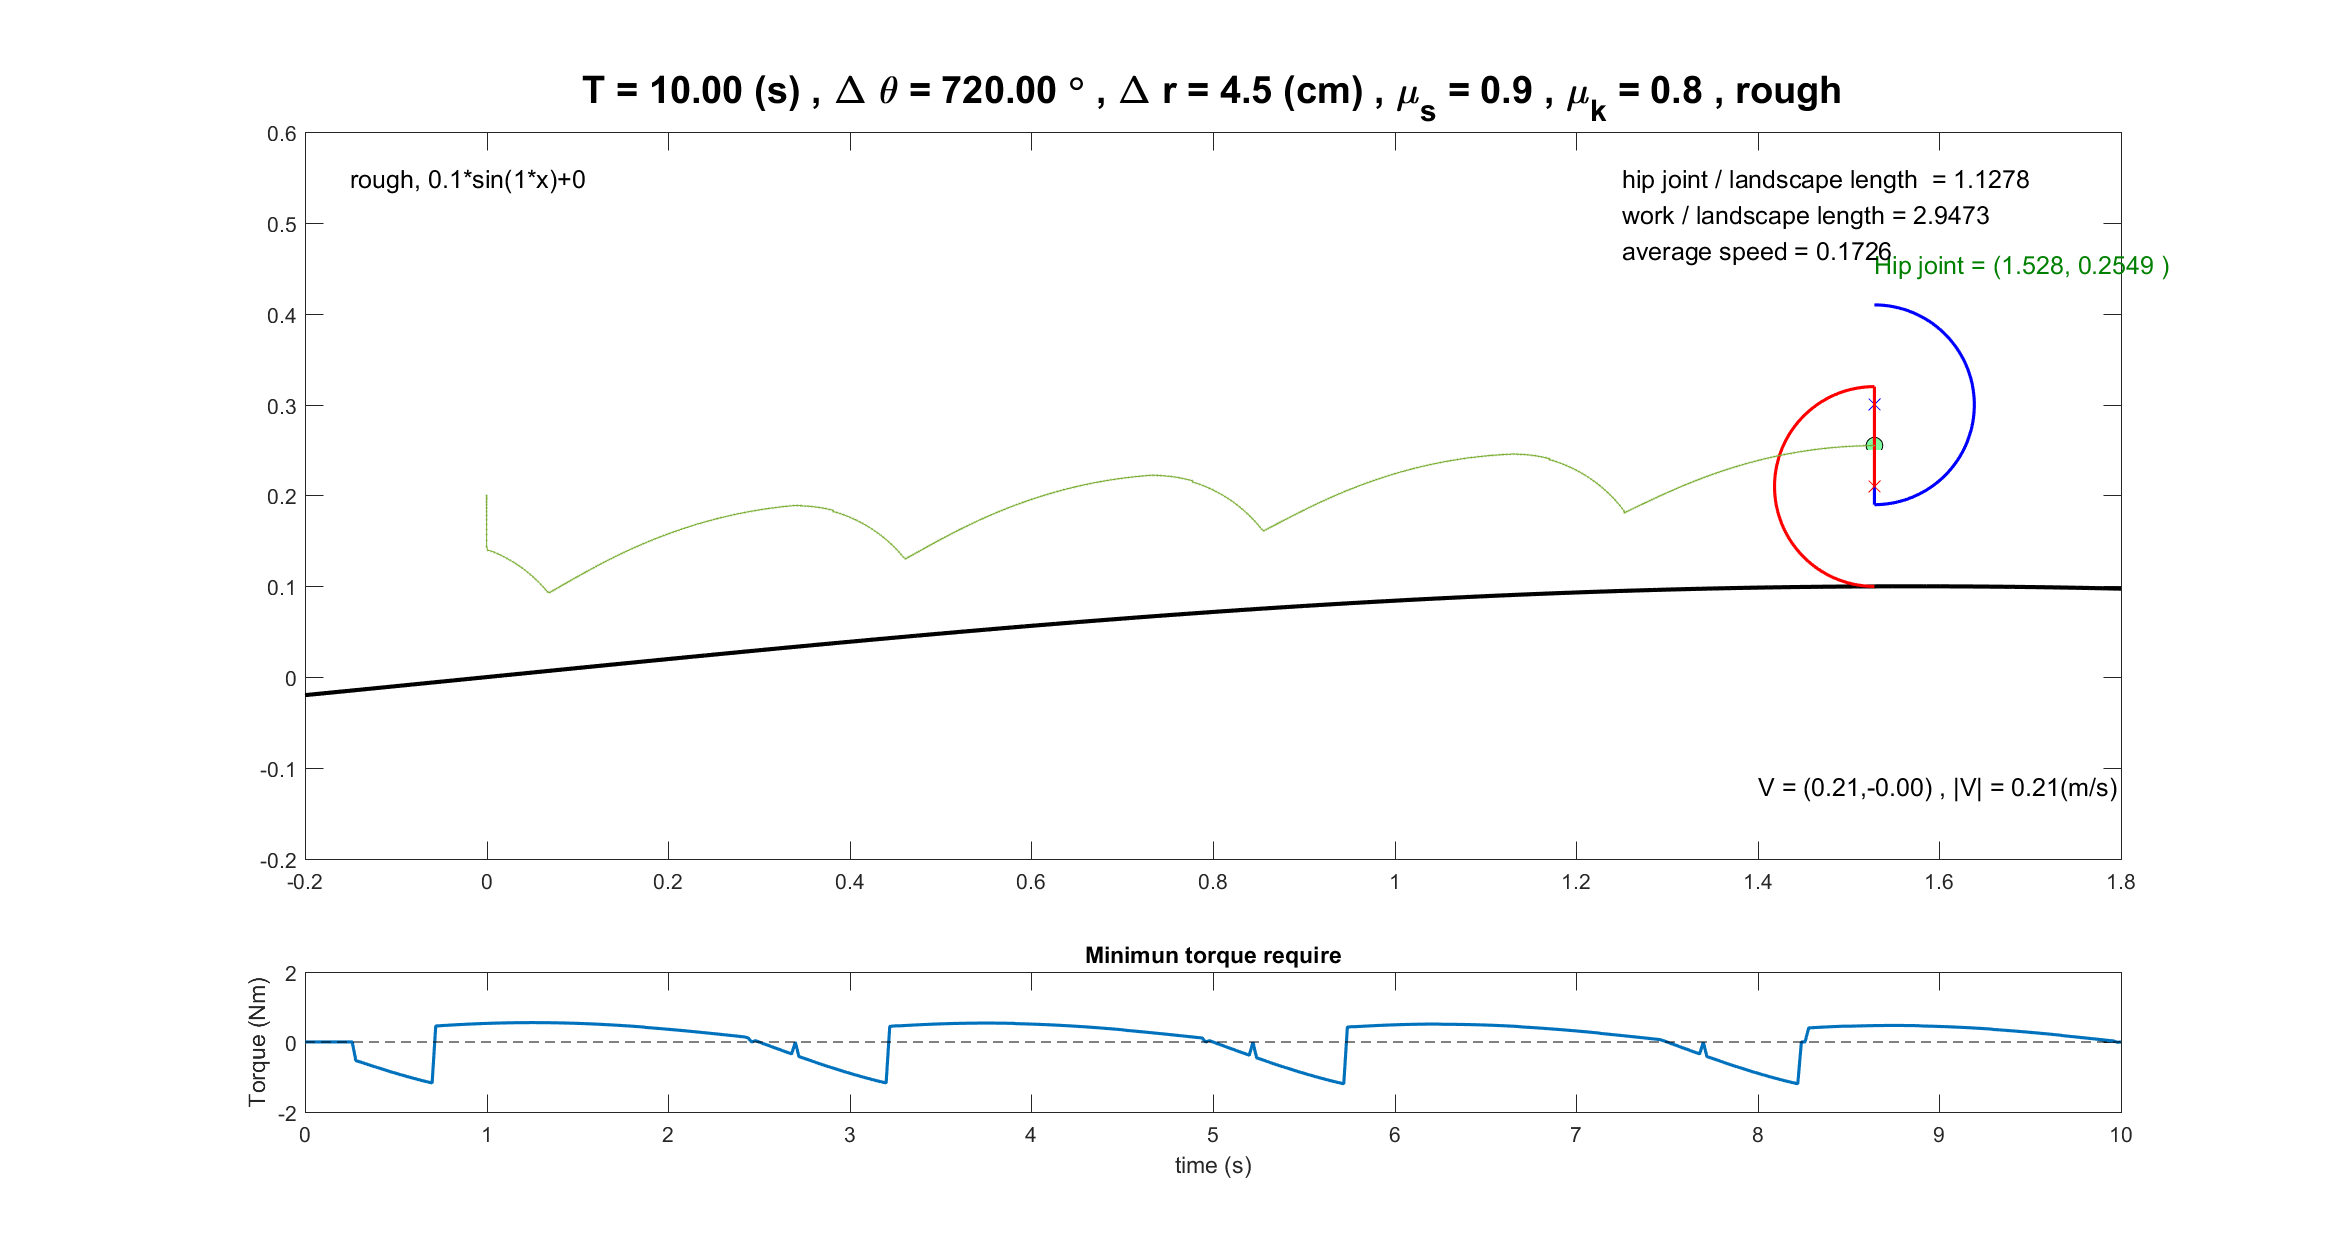 T = 10.00 (s) , Δ θ = 720.00 ° , Δ r = 4.5 (cm) , μs = 0.9 , μk = 0.8 , rough
0.6
0.5
0.4
0.3
0.2
0.1
0
-0.1
-0.2
rough, 0.1*sin(1*x)+0
hip joint / landscape length = 1.1278
work / landscape length = 2.9473
average speed = 0.1726
Hip joint = (1.528, 0.2549 )
V = (0.21,-0.00) , |V| = 0.21(m/s)
-0.2 0 0.2 0.4 0.6 0.8 1 1.2 1.4 1.6 1.8
Minimun torque require
Torque (Nm)
2
0
-2
0 1 2 3 4 5 6 7 8 9 10
time (s)